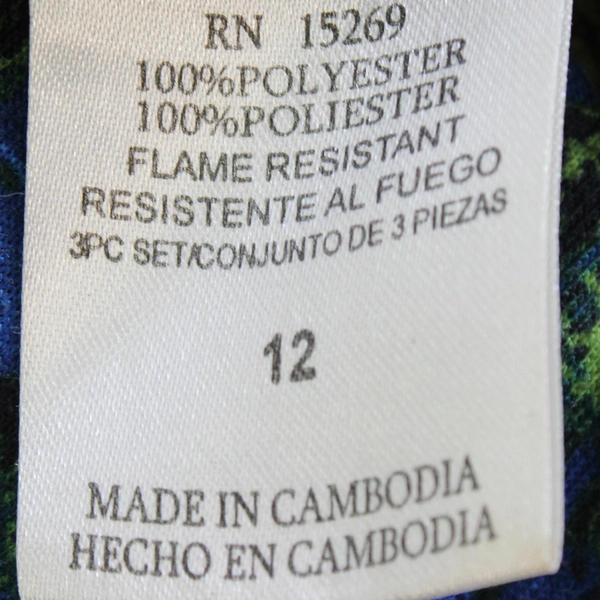 RN 15269
100%POLYESTER
100%POLIESTER
FLAME RESISTANT
RESISTENTE AL FUEGO
3PC SET/CONJUNTO DE 3 PIEZAS
12
MADE IN CAMBODIA
HECHO EN CAMBODIA